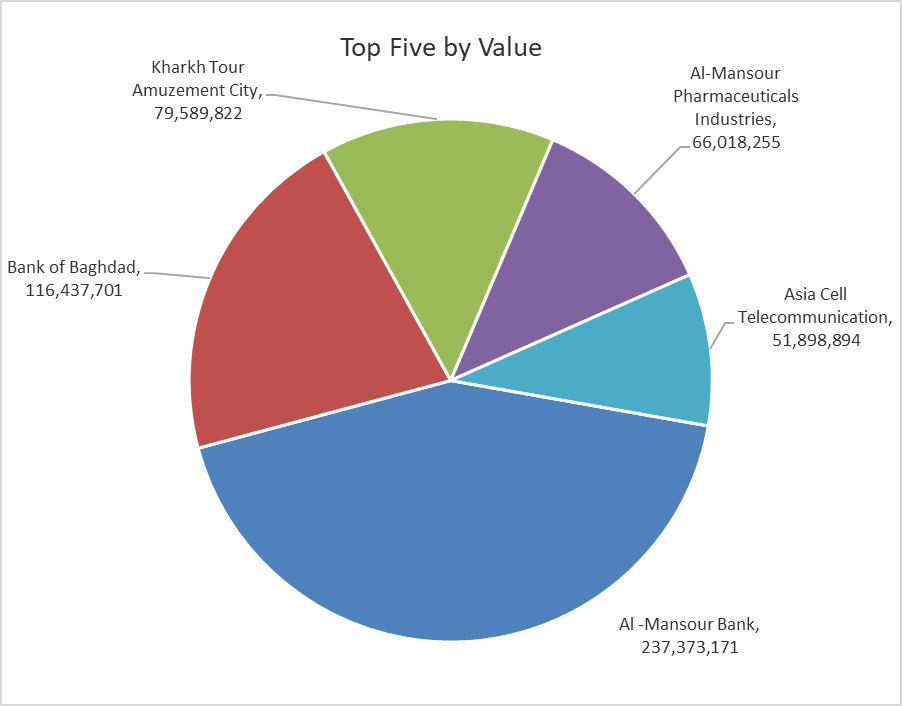 Top Five by Value
Kharkh Tour
Amuzement City,
79,589,822
Al-Mansour
Pharmaceuticals
Industries,
66,018,255
Bank of Baghdad,
116,437,701
Asia Cell
Telecommunication,
51,898,894
Al -Mansour Bank,
237,373,171